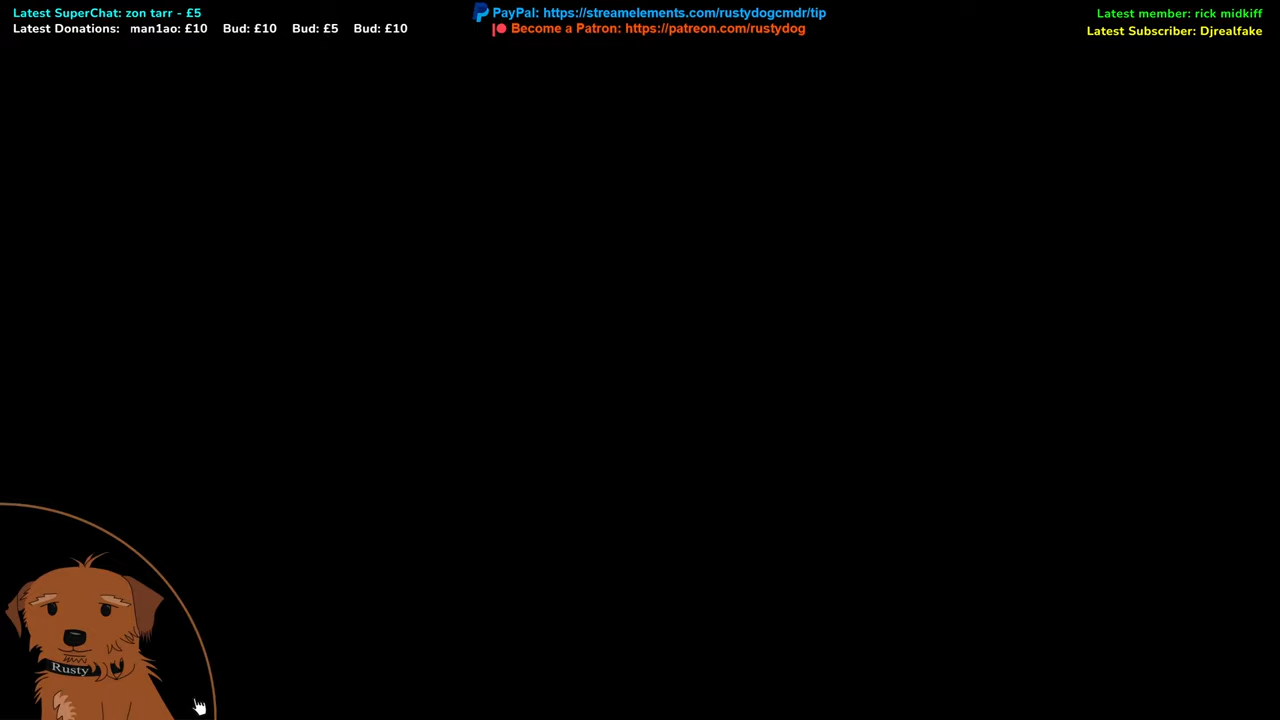 Latest SuperChat: zon tarr - £5
Latest Donations: man1ao: £10 Bud: £10 Bud: £5 Bud: £10
PayPal: https://streamelements.com/rustydogcmdr/tip
Become a Patron: https://patreon.com/rustydog
Latest member: rick midkiff
Latest Subscriber: Djrealfake
Rusty